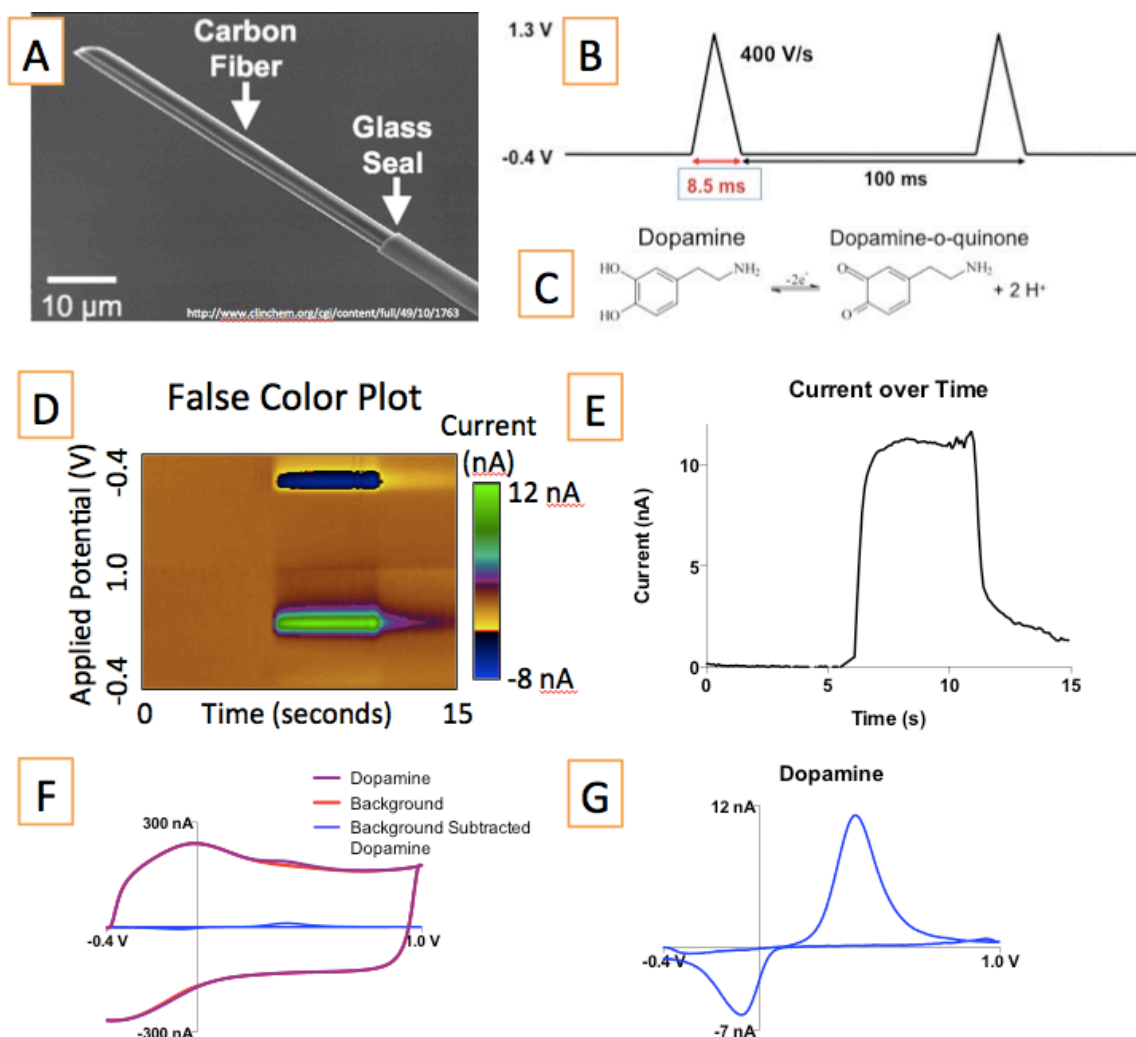 A
Carbon
Fiber
Glass
Seal
10 µm
http://www.clinchem.org/cgi/content/full/49/10/1763
B
1.3 V
400 V/s
-0.4 V
8.5 ms
100 ms
C
Dopamine
Dopamine-o-quinone
HO
HO
NH₂
-2e⁻
O
O
NH₂
+ 2 H⁺
D
False Color Plot
Current
(nA)
Applied Potential (V)
-0.4
1.0
-0.4
12 nA
-8 nA
0
Time (seconds)
15
E
Current over Time
Current (nA)
10
5
0
0
5
10
15
Time (s)
F
Dopamine
Background
Background Subtracted
Dopamine
300 nA
-0.4 V
1.0 V
-300 nA
G
Dopamine
12 nA
-0.4 V
1.0 V
-7 nA